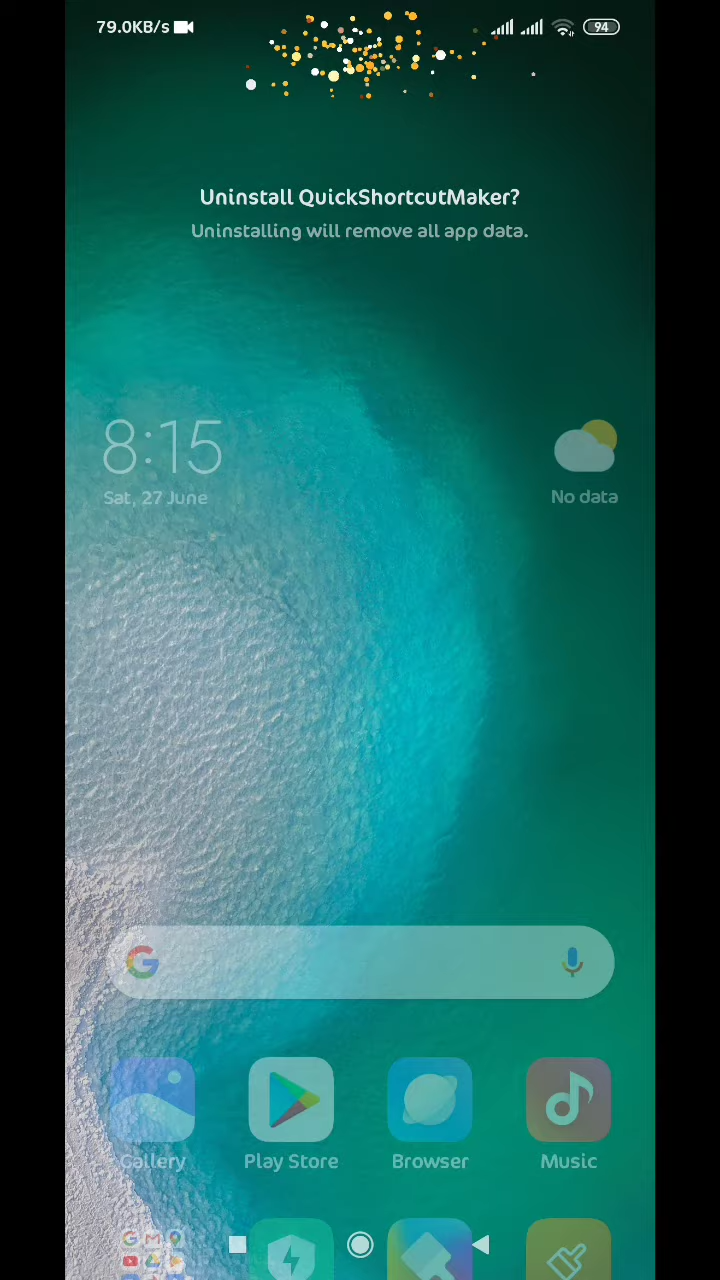 79.0KB/s
94
Uninstall QuickShortcutMaker?
Uninstalling will remove all app data.
8:15
Sat, 27 June
No data
Gallery
Play Store
Browser
Music